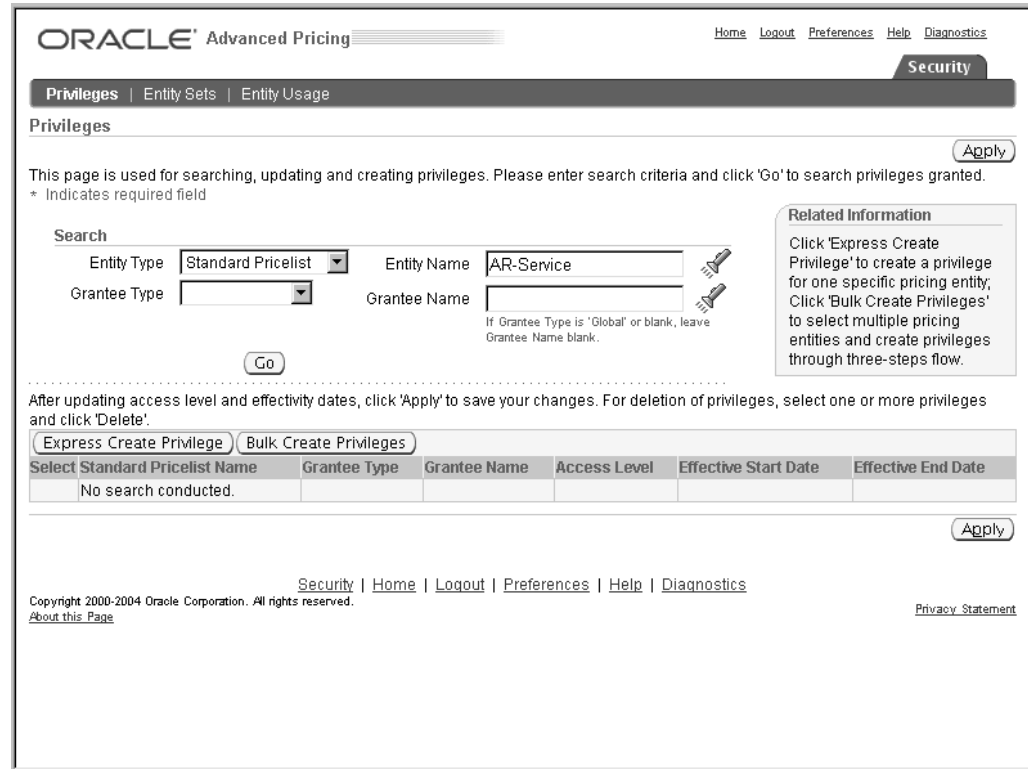 ORACLE Advanced Pricing
Home Logout Preferences Help Diagnostics
Security
Privileges | Entity Sets | Entity Usage
Privileges
Apply
This page is used for searching, updating and creating privileges. Please enter search criteria and click 'Go' to search privileges granted.
* Indicates required field
Search
Entity Type Standard Pricelist Entity Name AR-Service
Grantee Type Grantee Name
If Grantee Type is 'Global' or blank, leave
Grantee Name blank.
Go
Related Information
Click 'Express Create
Privilege' to create a privilege
for one specific pricing entity;
Click 'Bulk Create Privileges'
to select multiple pricing
entities and create privileges
through three-steps flow.
After updating access level and effectivity dates, click 'Apply' to save your changes. For deletion of privileges, select one or more privileges
and click 'Delete'.
Express Create Privilege Bulk Create Privileges
Select Standard Pricelist Name Grantee Type Grantee Name Access Level Effective Start Date Effective End Date
No search conducted.
Apply
Security | Home | Logout | Preferences | Help | Diagnostics
Copyright 2000-2004 Oracle Corporation. All rights reserved.
About this Page
Privacy Statement